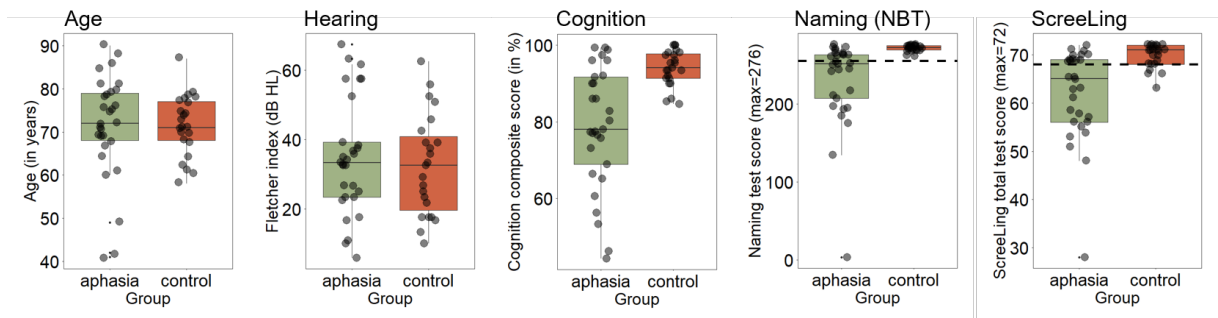 Age
Age (in years)
90
80
70
60
50
40
aphasia control
Group
Hearing
Fletcher index (dB HL)
60
40
20
aphasia control
Group
Cognition
Cognition composite score (in %)
100
80
60
aphasia control
Group
Naming (NBT)
Naming test score (max=276)
200
100
0
aphasia control
Group
ScreeLing
ScreeLing total test score (max=72)
70
60
50
40
30
aphasia control
Group